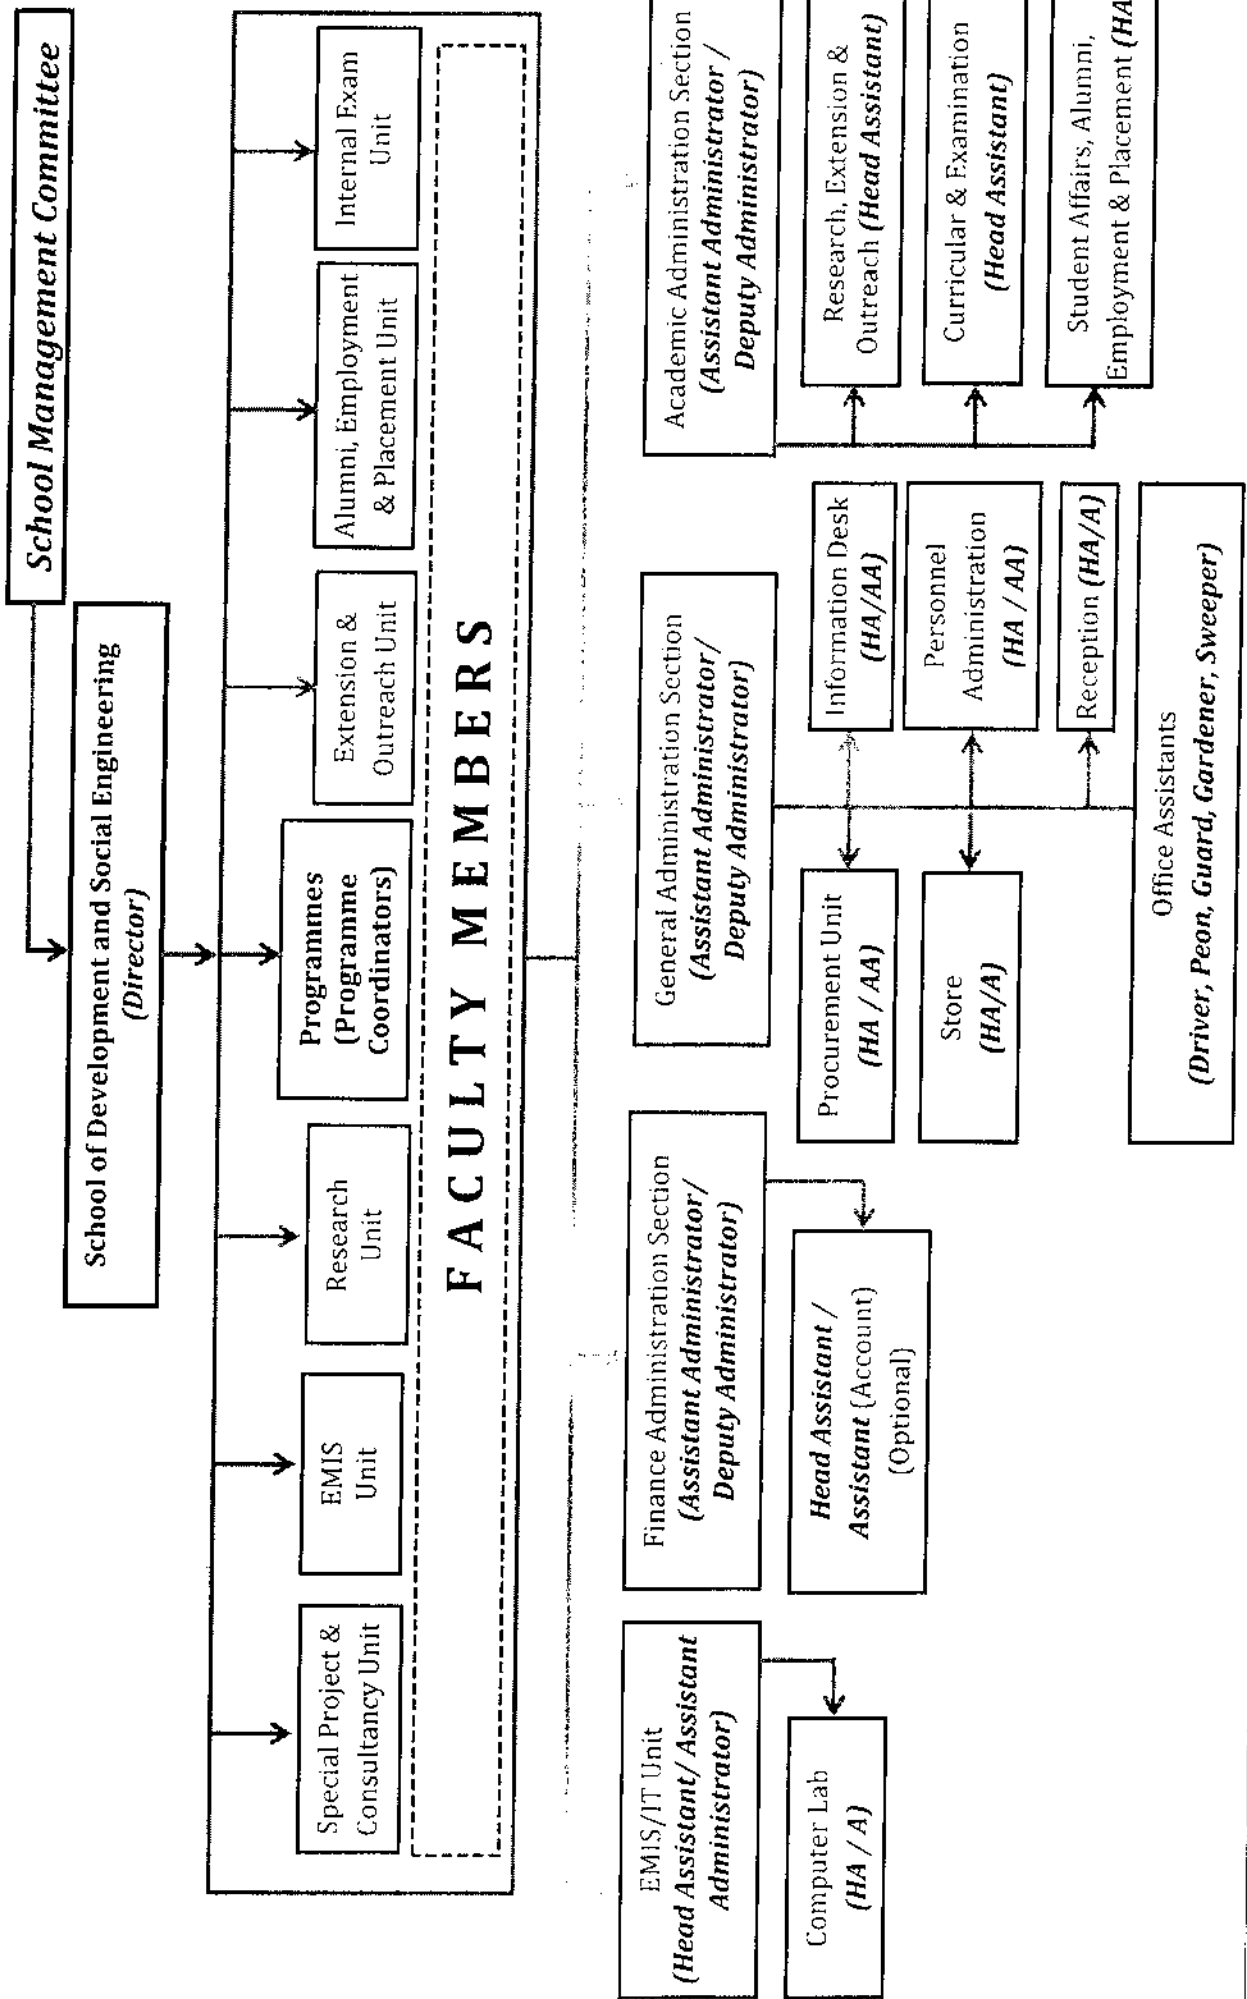 School Management Committee
School of Development and Social Engineering
(Director)
Special Project &
Consultancy Unit
EMIS
Unit
Research
Unit
Programmes
(Programme
Coordinators)
Extension &
Outreach Unit
Alumni, Employment
& Placement Unit
Internal Exam
Unit
FACULTY MEMBERS
EMIS/IT Unit
(Head Assistant/ Assistant
Administrator)
Computer Lab
(HA / A)
Finance Administration Section
(Assistant Administrator/
Deputy Administrator)
Head Assistant /
Assistant (Account)
(Optional)
General Administration Section
(Assistant Administrator/
Deputy Administrator)
Procurement Unit
(HA / AA)
Store
(HA/A)
Information Desk
(HA/AA)
Personnel
Administration
(HA / AA)
Reception (HA/A)
Office Assistants
(Driver, Peon, Guard, Gardener, Sweeper)
Academic Administration Section
(Assistant Administrator /
Deputy Administrator)
Research, Extension &
Outreach (Head Assistant)
Curricular & Examination
(Head Assistant)
Student Affairs, Alumni,
Employment & Placement (HA